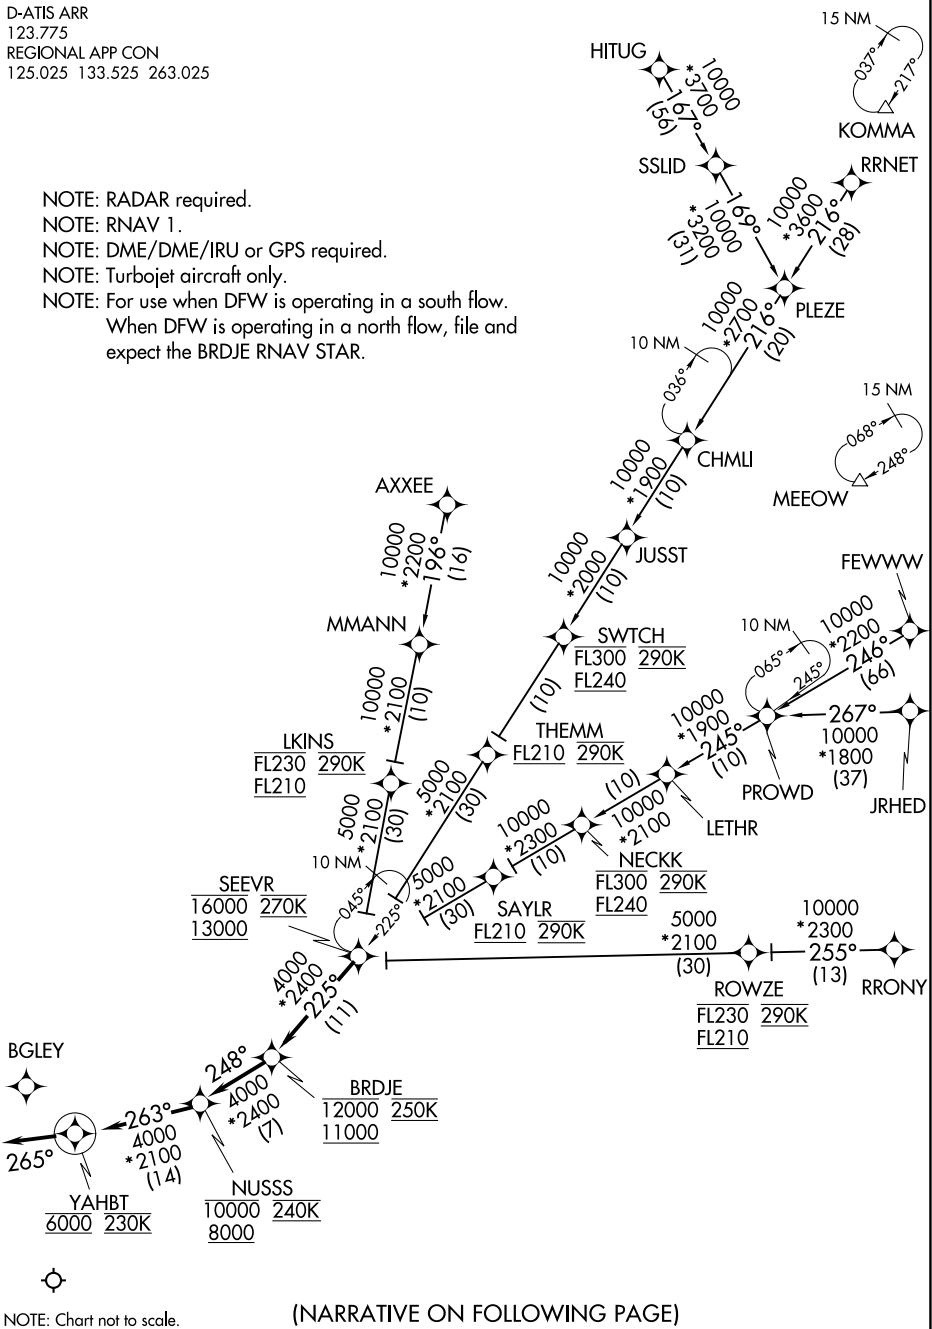 D-ATIS ARR
123.775
REGIONAL APP CON
125.025 133.525 263.025
NOTE: RADAR required.
NOTE: RNAV 1.
NOTE: DME/DME/IRU or GPS required.
NOTE: Turbojet aircraft only.
NOTE: For use when DFW is operating in a south flow.
When DFW is operating in a north flow, file and
expect the BRDJE RNAV STAR.
15 NM
037°
217°
KOMMA
HITUG
10000
*3700
167°
(56)
SSLID
RRNET
169°
10000
*3200
(31)
10000
*3600
216°
(28)
PLEZE
10000
*2700
216°
(20)
10 NM
036°
CHMLI
15 NM
068°
248°
MEEOW
10000
*1900
(10)
JUSST
AXXEE
10000
*2200
196°
(16)
10000
*2000
(10)
FEWWW
MMANN
SWTCH
FL300 290K
FL240
10 NM
065°
245°
10000
*2200
246°
(66)
10000
*2100
(10)
(10)
267°
10000
*1800
(37)
JRHED
PROWD
10000
*1900
245°
(10)
LETHR
LKINS
FL230 290K
FL210
THEMM
FL210 290K
5000
*2100
(30)
5000
*2100
(30)
(10)
10000
*2100
NECKK
FL300 290K
FL240
10000
*2300
(10)
SAYLR
FL210 290K
5000
*2100
(30)
10 NM
045°
225°
SEEVR
16000 270K
13000
5000
*2100
(30)
10000
*2300
255°
(13)
RRONY
ROWZE
FL230 290K
FL210
4000
*2400
225°
(11)
BRDJE
12000 250K
11000
248°
4000
*2400
(7)
BGLEY
263°
4000
*2100
(14)
NUSSS
10000 240K
8000
265°
YAHBT
6000 230K
NOTE: Chart not to scale.
(NARRATIVE ON FOLLOWING PAGE)